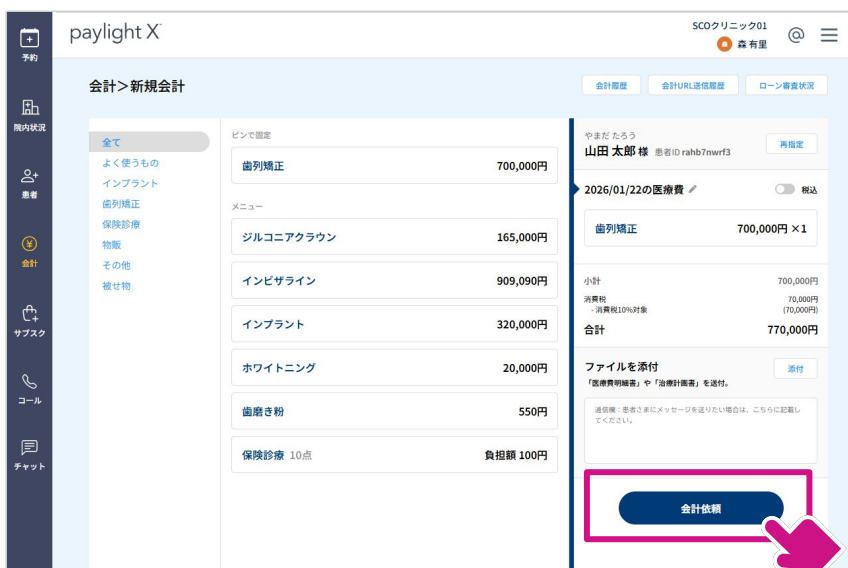 paylight X
SCOクリニック01
森 有里
予約
院内状況
患者
会計
サブスク
コール
チャット
会計＞新規会計
会計履歴
会計URL送信履歴
ローン審査状況
全て
よく使うもの
インプラント
歯列矯正
保険診療
物販
その他
被せ物
ピンで固定
歯列矯正 700,000円
メニュー
ジルコニアクラウン 165,000円
インビザライン 909,090円
インプラント 320,000円
ホワイトニング 20,000円
歯磨き粉 550円
保険診療 10点 負担額 100円
やまだ たろう
山田 太郎 様 患者ID rahb7nwrf3
再指定
2026/01/22の医療費
税込
歯列矯正 700,000円 ×1
小計 700,000円
消費税 70,000円
- 消費税10%対象 (70,000円)
合計 770,000円
ファイルを添付
添付
「医療費明細書」や「治療計画書」を送付。
通信欄：患者さまにメッセージを送りたい場合は、こちらに記載し
てください。
会計依頼